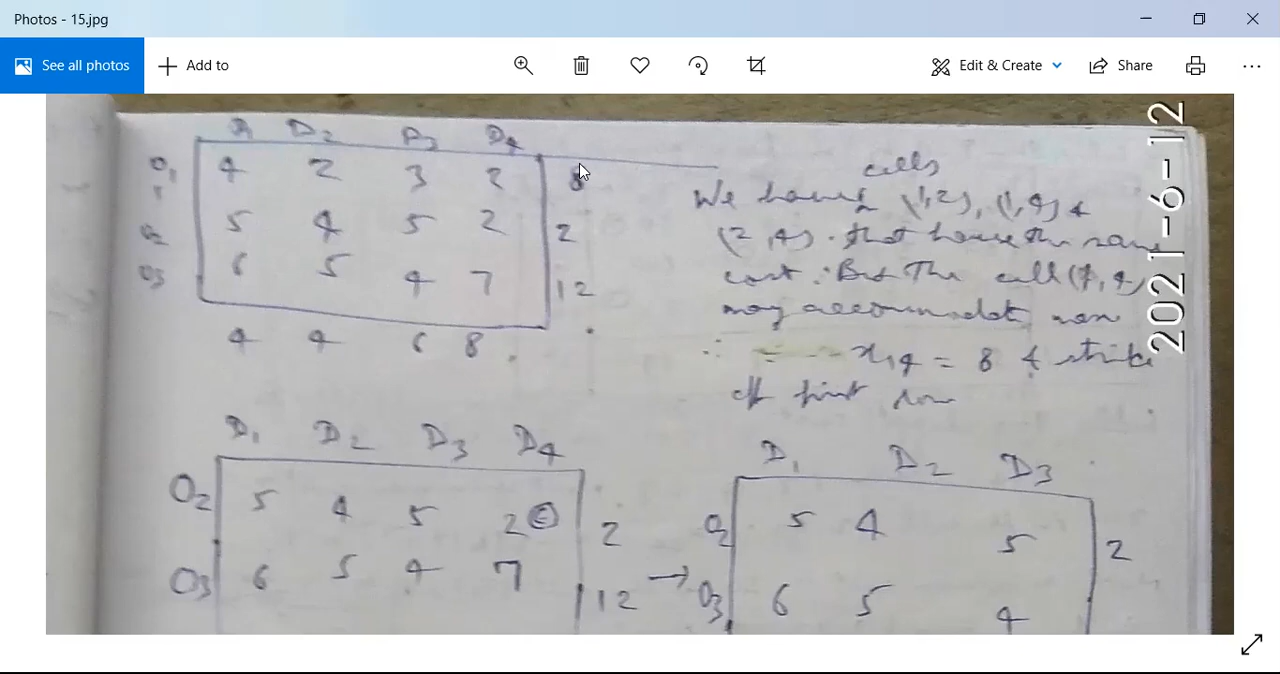 Photos - 15.jpg
See all photos
Add to
Edit & Create
Share
D1 D2 D3 D4
O1 4 2 3 2 8
O2 5 4 5 2 2
O3 6 5 4 7 12
4 4 6 8
cells
We having (1,2), (1,4) &
(2,4). that have the same
cost. But The cell (1,4)
may accommodate more
∴ x14 = 8 & strike
off first row
2021-6-12
D1 D2 D3 D4
O2 5 4 5 2 2
O3 6 5 4 7 12 →
D1 D2 D3
O2 5 4 5 2
O3 6 5 4